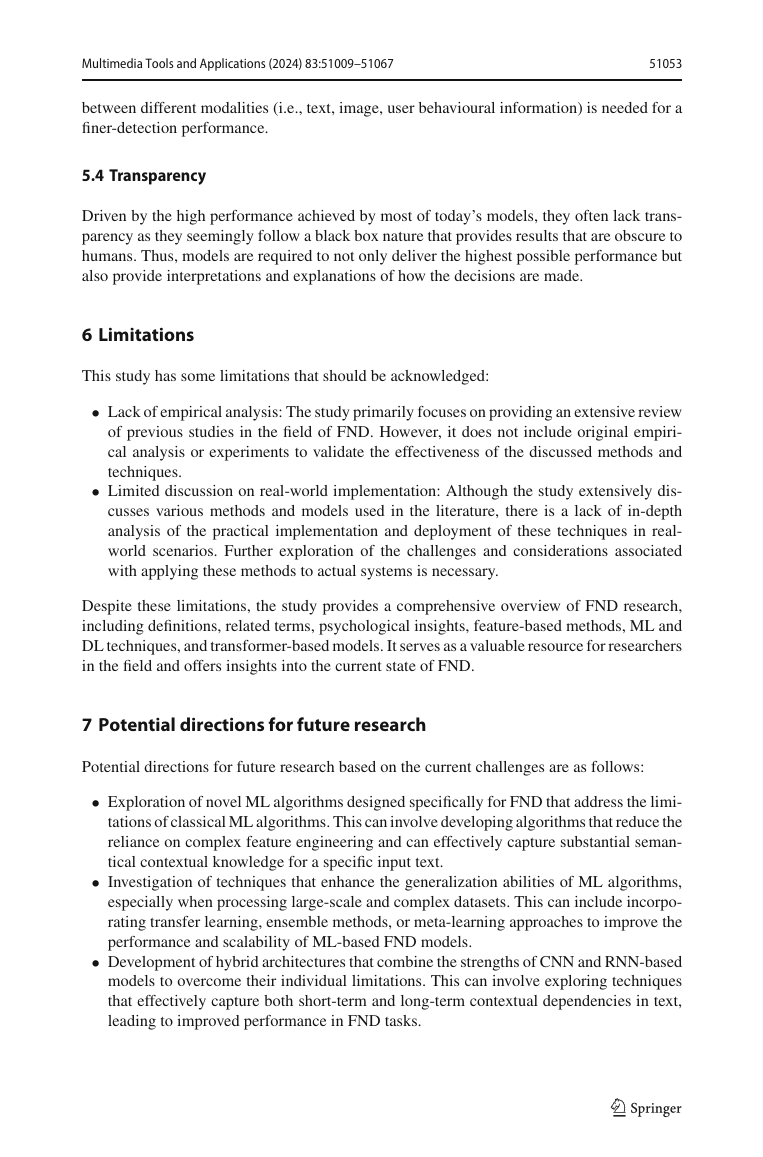 Multimedia Tools and Applications (2024) 83:51009–51067 51053
between different modalities (i.e., text, image, user behavioural information) is needed for a
finer-detection performance.
5.4 Transparency
Driven by the high performance achieved by most of today's models, they often lack trans-
parency as they seemingly follow a black box nature that provides results that are obscure to
humans. Thus, models are required to not only deliver the highest possible performance but
also provide interpretations and explanations of how the decisions are made.
6 Limitations
This study has some limitations that should be acknowledged:
• Lack of empirical analysis: The study primarily focuses on providing an extensive review
of previous studies in the field of FND. However, it does not include original empiri-
cal analysis or experiments to validate the effectiveness of the discussed methods and
techniques.
• Limited discussion on real-world implementation: Although the study extensively dis-
cusses various methods and models used in the literature, there is a lack of in-depth
analysis of the practical implementation and deployment of these techniques in real-
world scenarios. Further exploration of the challenges and considerations associated
with applying these methods to actual systems is necessary.
Despite these limitations, the study provides a comprehensive overview of FND research,
including definitions, related terms, psychological insights, feature-based methods, ML and
DL techniques, and transformer-based models. It serves as a valuable resource for researchers
in the field and offers insights into the current state of FND.
7 Potential directions for future research
Potential directions for future research based on the current challenges are as follows:
• Exploration of novel ML algorithms designed specifically for FND that address the limi-
tations of classical ML algorithms. This can involve developing algorithms that reduce the
reliance on complex feature engineering and can effectively capture substantial seman-
tical contextual knowledge for a specific input text.
• Investigation of techniques that enhance the generalization abilities of ML algorithms,
especially when processing large-scale and complex datasets. This can include incorpo-
rating transfer learning, ensemble methods, or meta-learning approaches to improve the
performance and scalability of ML-based FND models.
• Development of hybrid architectures that combine the strengths of CNN and RNN-based
models to overcome their individual limitations. This can involve exploring techniques
that effectively capture both short-term and long-term contextual dependencies in text,
leading to improved performance in FND tasks.
Springer